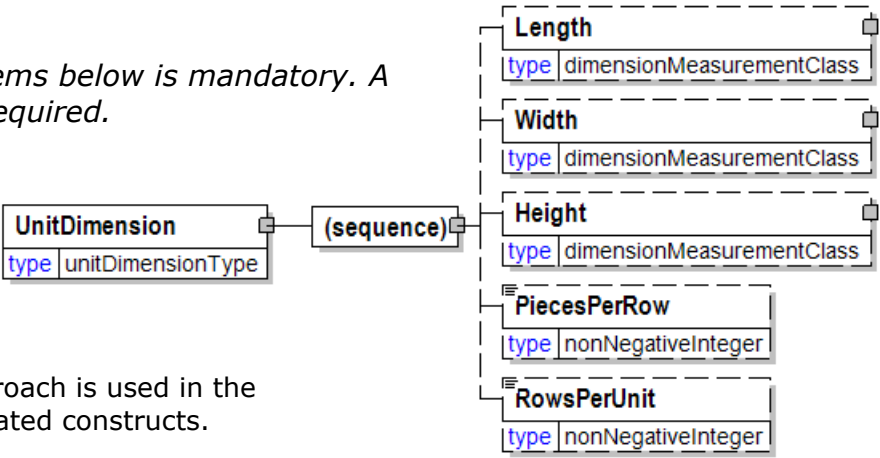 ems below is mandatory. A
equired.
UnitDimension
type unitDimensionType
(sequence)
Length
type dimensionMeasurementClass
Width
type dimensionMeasurementClass
Height
type dimensionMeasurementClass
PiecesPerRow
type nonNegativeInteger
RowsPerUnit
type nonNegativeInteger
roach is used in the
ated constructs.